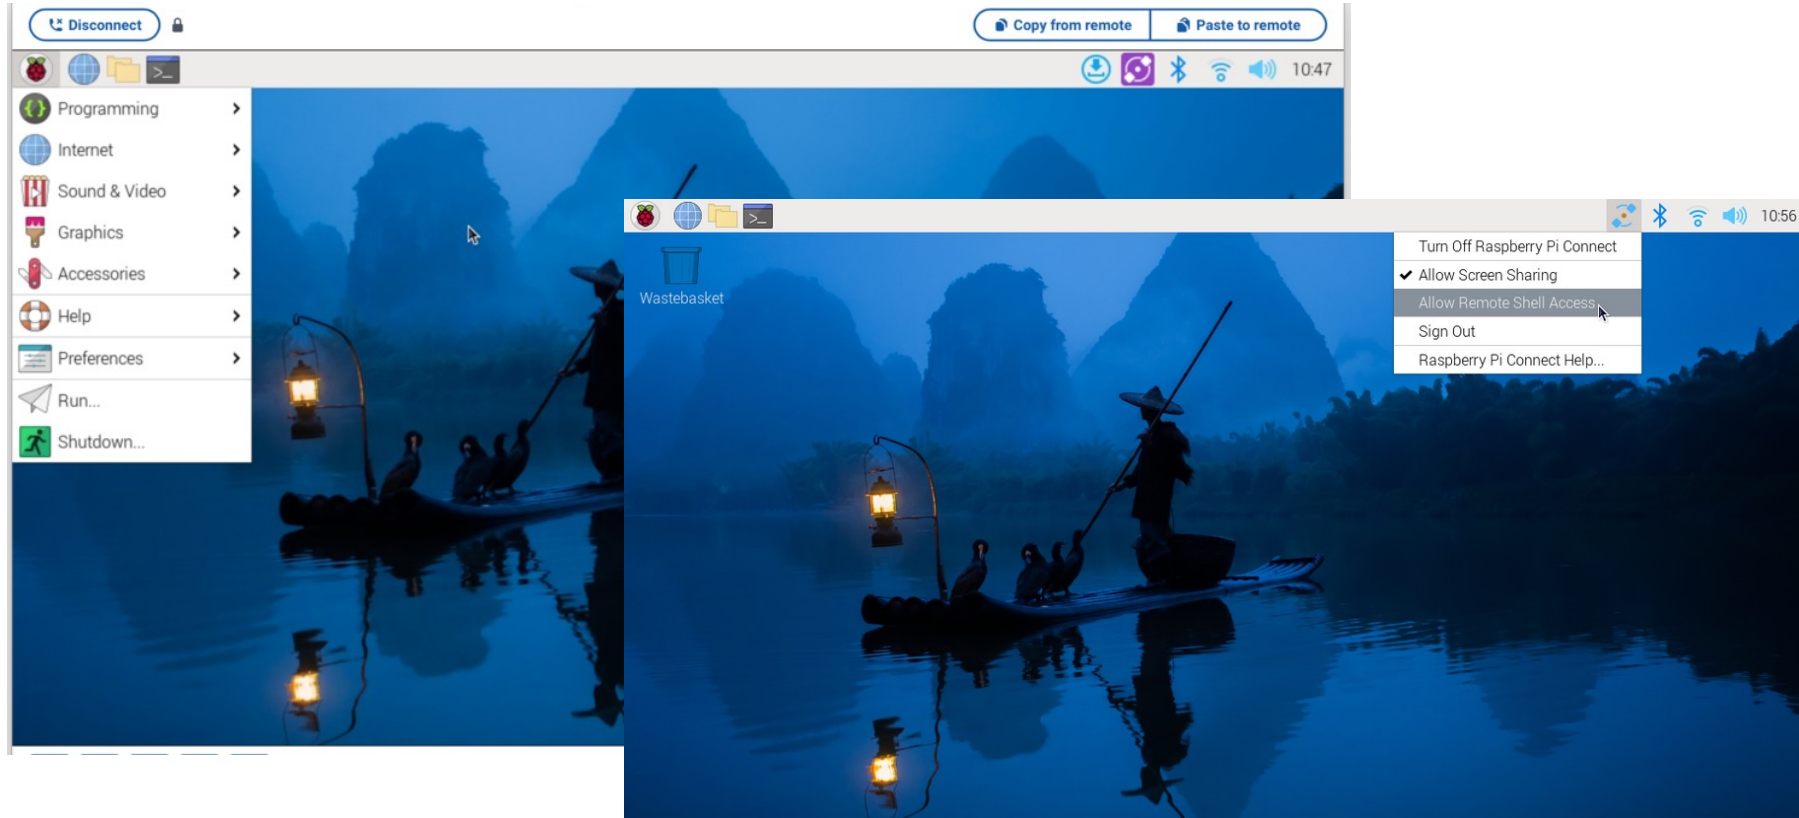 Disconnect
Copy from remote
Paste to remote
10:47
Programming
Internet
Sound & Video
Graphics
Accessories
Help
Preferences
Run...
Shutdown...
10:56
Wastebasket
Turn Off Raspberry Pi Connect
Allow Screen Sharing
Allow Remote Shell Access
Sign Out
Raspberry Pi Connect Help...